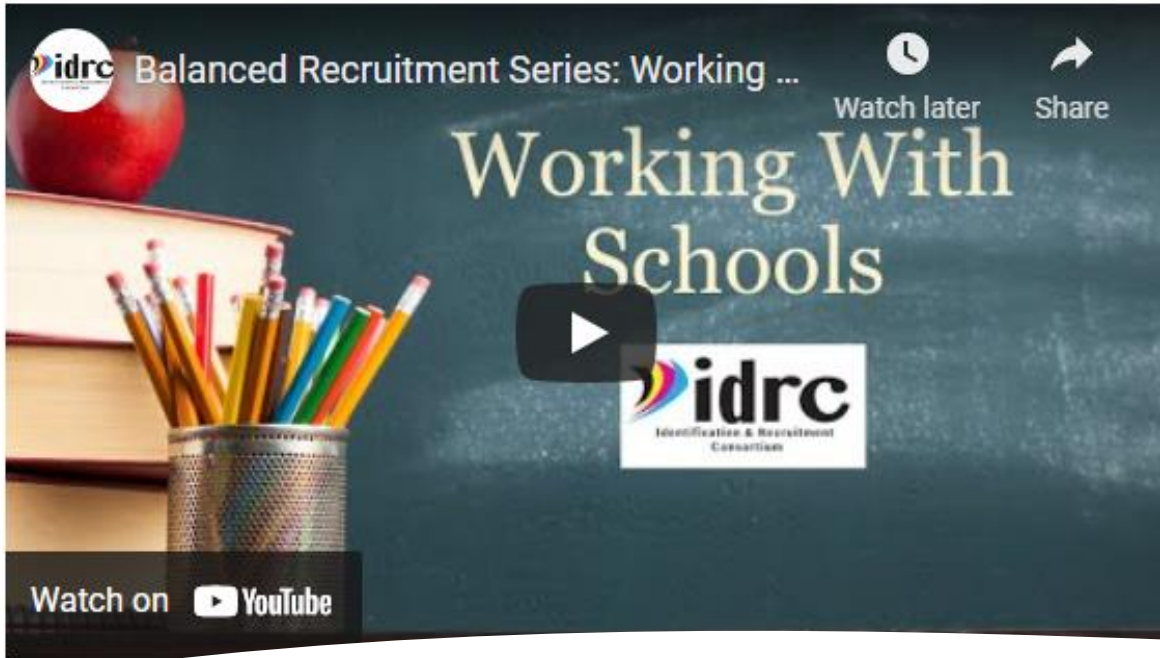 idrc
Balanced Recruitment Series: Working ...
Watch later
Share
Working With
Schools
idrc
Identification & Recruitment
Consortium
Watch on YouTube